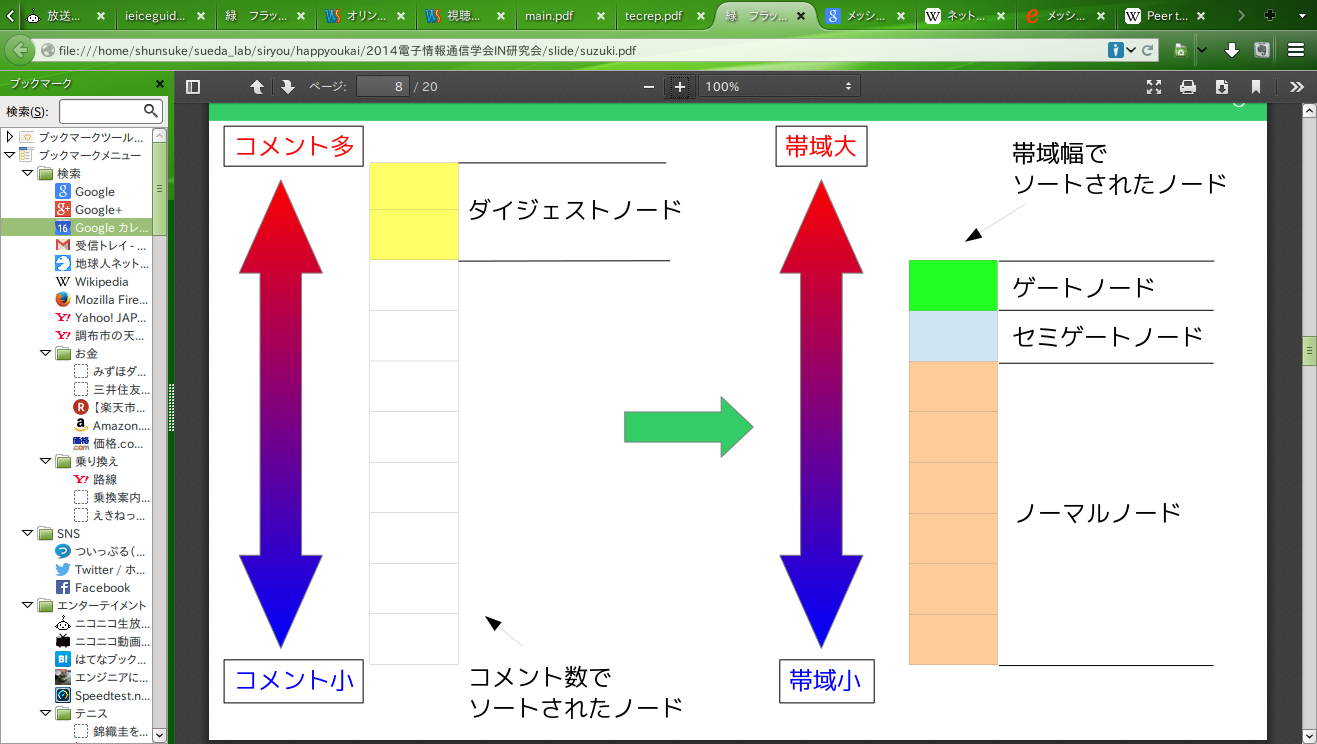 放送...
ieiceguid...
緑 フラッ...
オリン...
視聴...
main.pdf
tecrep.pdf
緑 フラッ...
メッシ...
ネット...
メッシ...
Peer t...
file:///home/shunsuke/sueda_lab/siryou/happyoukai/2014電子情報通信学会IN研究会/slide/suzuki.pdf
ブックマーク
検索(S):
ページ: 8 / 20
100%
ブックマークツール...
ブックマークメニュー
検索
Google
Google+
Google カレ...
受信トレイ - ...
地球人ネット...
Wikipedia
Mozilla Fire...
Yahoo! JAP...
調布市の天...
お金
みずほダ...
三井住友...
【楽天市...
Amazon....
価格.co...
乗り換え
路線
乗換案内...
えきねっ...
SNS
ついっぷる(...
Twitter / ホ...
Facebook
エンターテイメント
ニコニコ生放...
ニコニコ動画...
はてなブック...
エンジニアに...
Speedtest.n...
テニス
錦織圭を...
コメント多
ダイジェストノード
コメント小
コメント数で
ソートされたノード
帯域大
帯域幅で
ソートされたノード
ゲートノード
セミゲートノード
ノーマルノード
帯域小